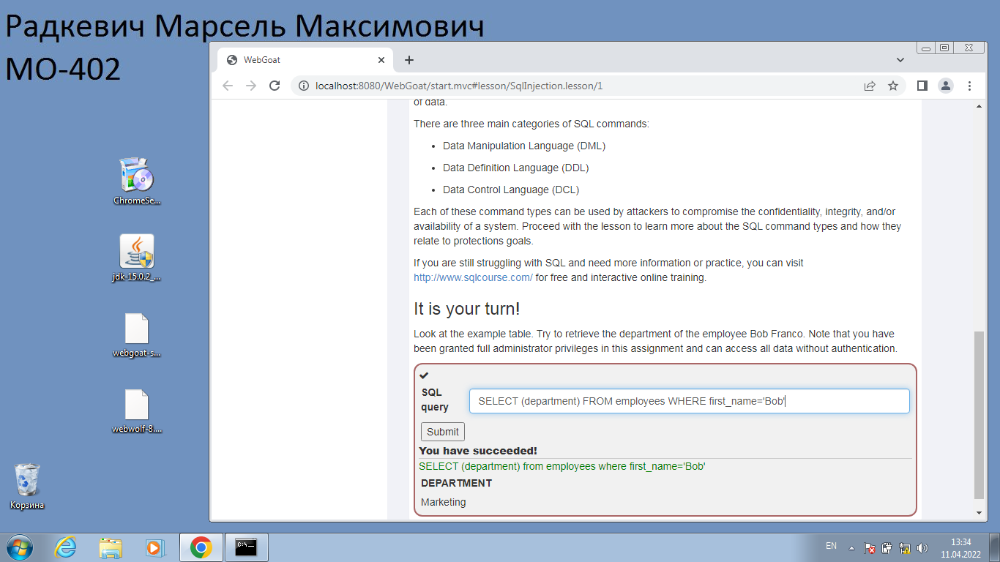 Радкевич Марсель Максимович
МО-402
WebGoat
localhost:8080/WebGoat/start.mvc#lesson/SqlInjection.lesson/1
of data.
There are three main categories of SQL commands:
• Data Manipulation Language (DML)
• Data Definition Language (DDL)
• Data Control Language (DCL)
Each of these command types can be used by attackers to compromise the confidentiality, integrity, and/or
availability of a system. Proceed with the lesson to learn more about the SQL command types and how they
relate to protections goals.
If you are still struggling with SQL and need more information or practice, you can visit
http://www.sqlcourse.com/ for free and interactive online training.
It is your turn!
Look at the example table. Try to retrieve the department of the employee Bob Franco. Note that you have
been granted full administrator privileges in this assignment and can access all data without authentication.
SQL
query
SELECT (department) FROM employees WHERE first_name='Bob'
Submit
You have succeeded!
SELECT (department) from employees where first_name='Bob'
DEPARTMENT
Marketing
ChromeSe...
jdk-15.0.2_...
webgoat-s...
webwolf-8....
Корзина
C:\_
EN
13:34
11.04.2022